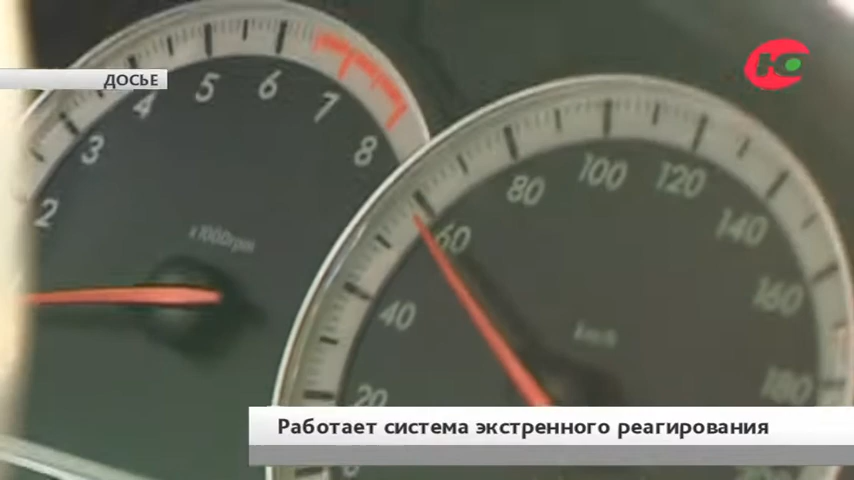 ДОСЬЕ
Ю
2 3 4 5 6 7 8
x1000rpm
20 40 60 80 100 120 140 160 180
km/h
Работает система экстренного реагирования